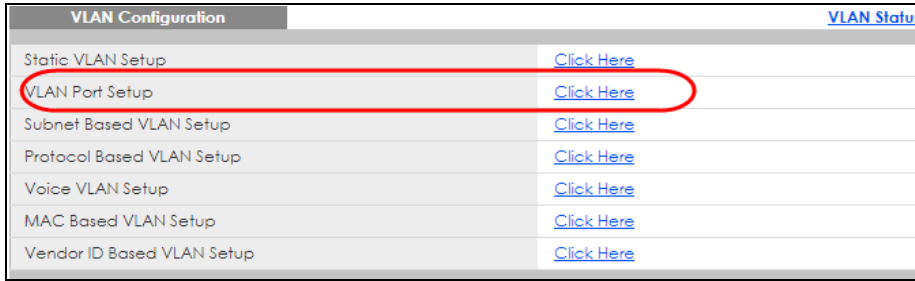 VLAN Configuration VLAN Statu
Static VLAN Setup Click Here
VLAN Port Setup Click Here
Subnet Based VLAN Setup Click Here
Protocol Based VLAN Setup Click Here
Voice VLAN Setup Click Here
MAC Based VLAN Setup Click Here
Vendor ID Based VLAN Setup Click Here